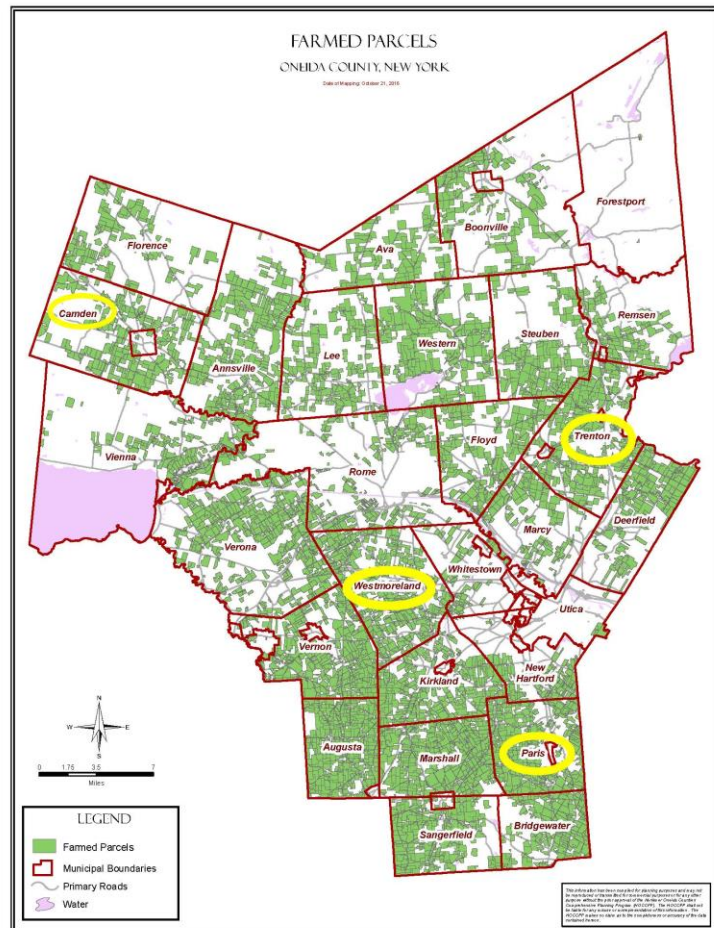 FARMED PARCELS
ONEIDA COUNTY, NEW YORK
Date of Mapping: October 21, 2016
Forestport
Boonville
Ava
Florence
Camden
Remsen
Steuben
Western
Lee
Annsville
Trenton
Floyd
Vienna
Rome
Deerfield
Marcy
Verona
Whitestown
Westmoreland
Utica
Vernon
Kirkland
New
Hartford
Augusta
Marshall
Paris
Sangerfield
Bridgewater
N
W
E
S
0 1.75 3.5 7
Miles
LEGEND
Farmed Parcels
Municipal Boundaries
Primary Roads
Water